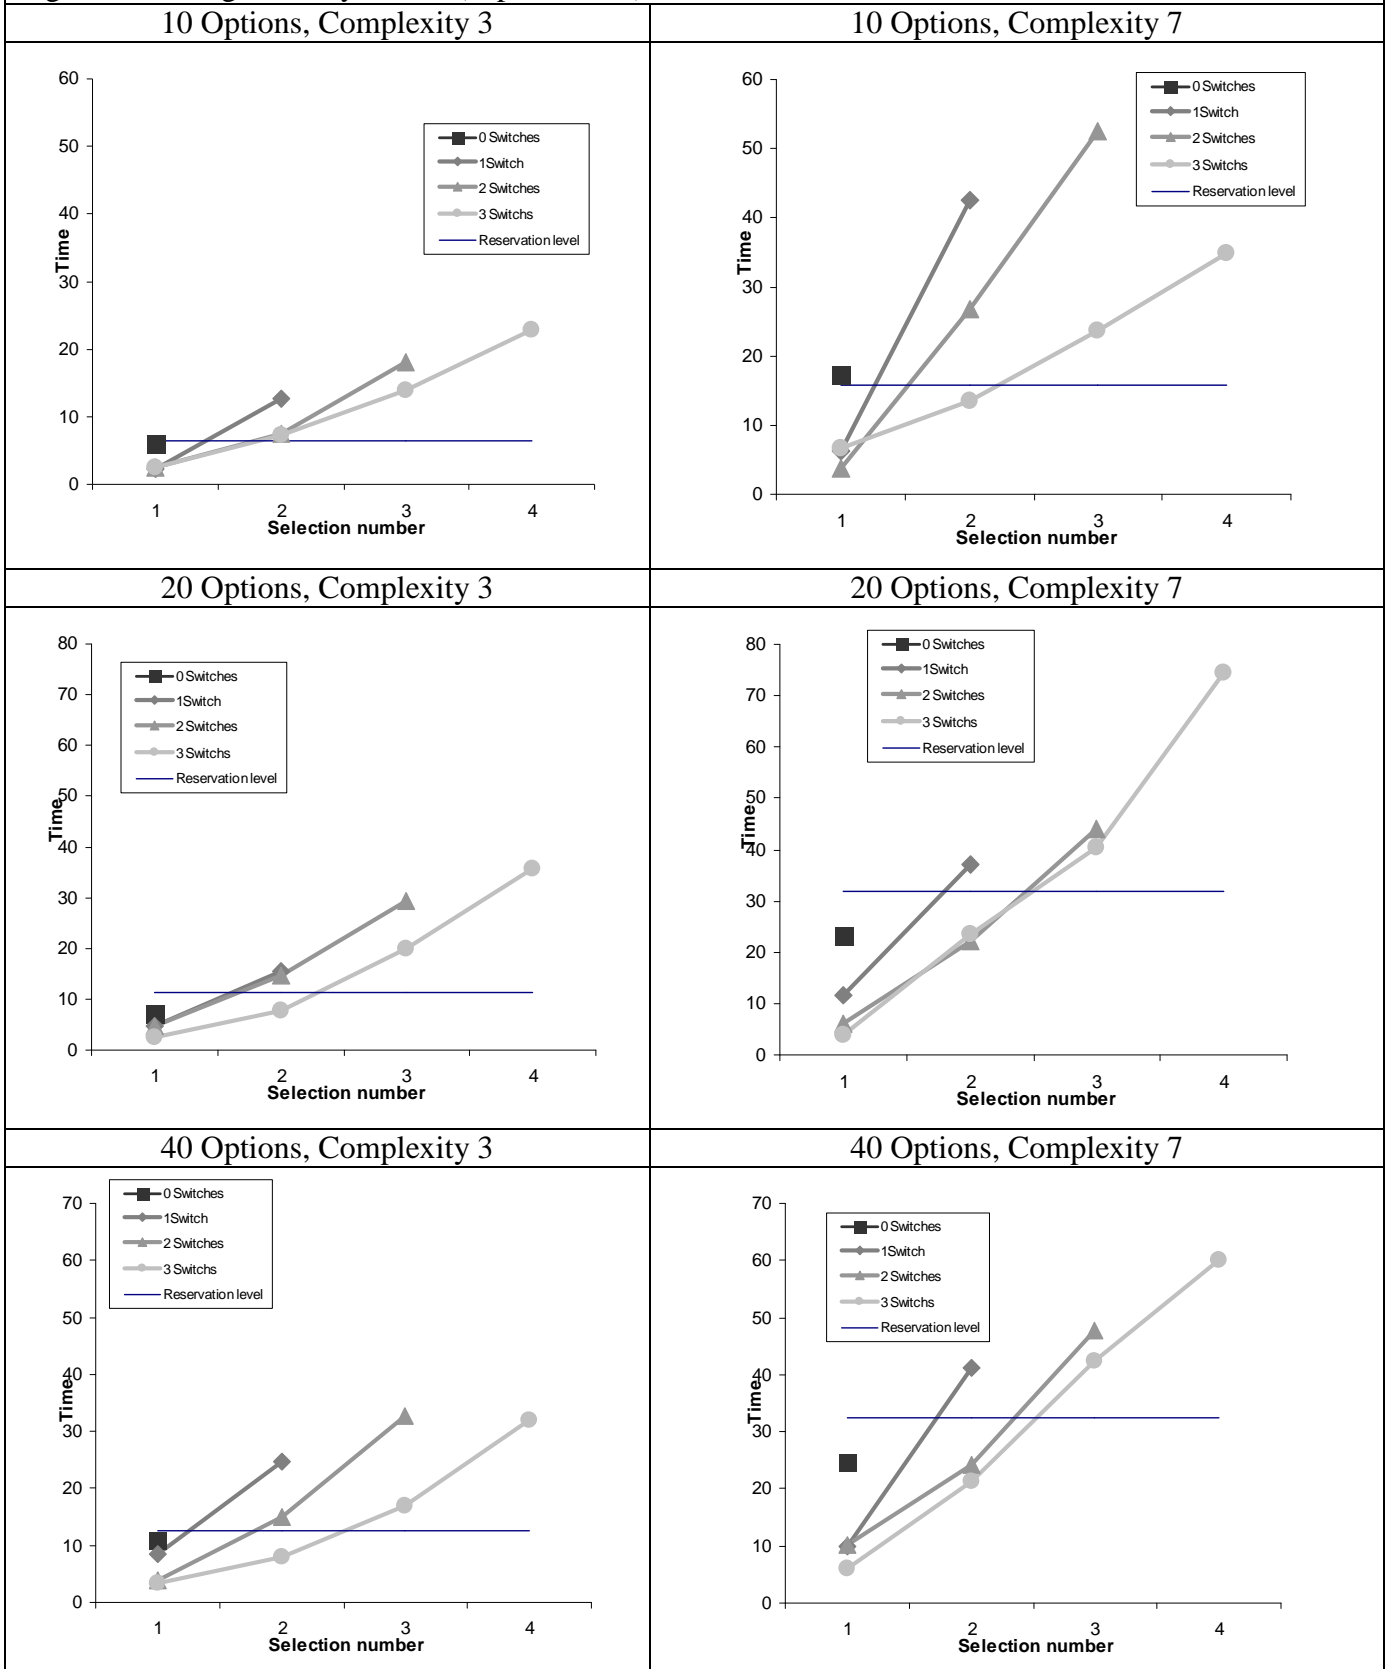 10 Options, Complexity 3
60
50
40
30
20
10
0
Time
0 Switches
1Switch
2 Switches
3 Switchs
Reservation level
1 2 3 4
Selection number
10 Options, Complexity 7
60
50
40
30
20
10
0
Time
0 Switches
1Switch
2 Switches
3 Switchs
Reservation level
1 2 3 4
Selection number
20 Options, Complexity 3
80
70
60
50
40
30
20
10
0
Time
0 Switches
1Switch
2 Switches
3 Switchs
Reservation level
1 2 3 4
Selection number
20 Options, Complexity 7
80
70
60
50
40
30
20
10
0
Time
0 Switches
1Switch
2 Switches
3 Switchs
Reservation level
1 2 3 4
Selection number
40 Options, Complexity 3
70
60
50
40
30
20
10
0
Time
0 Switches
1Switch
2 Switches
3 Switchs
Reservation level
1 2 3 4
Selection number
40 Options, Complexity 7
70
60
50
40
30
20
10
0
Time
0 Switches
1Switch
2 Switches
3 Switchs
Reservation level
1 2 3 4
Selection number